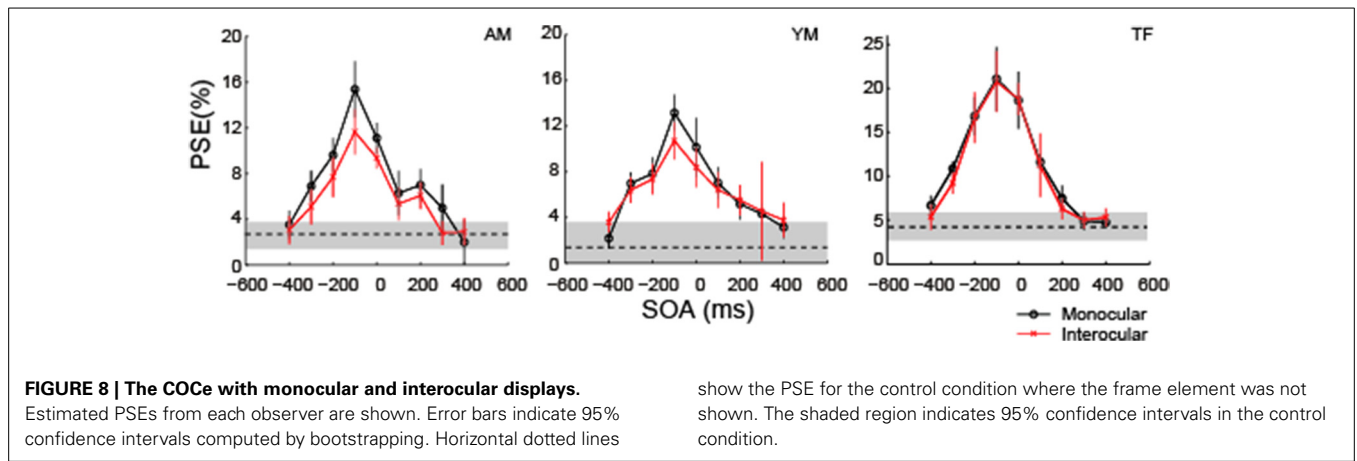 AM
YM
TF
PSE(%)
20
16
12
8
4
0
20
16
12
8
4
0
25
20
15
10
5
0
−600 −400 −200 0 200 400 600
−600 −400 −200 0 200 400 600
−600 −400 −200 0 200 400 600
SOA (ms)
Monocular
Interocular
FIGURE 8 | The COCe with monocular and interocular displays.
Estimated PSEs from each observer are shown. Error bars indicate 95%
confidence intervals computed by bootstrapping. Horizontal dotted lines
show the PSE for the control condition where the frame element was not
shown. The shaded region indicates 95% confidence intervals in the control
condition.